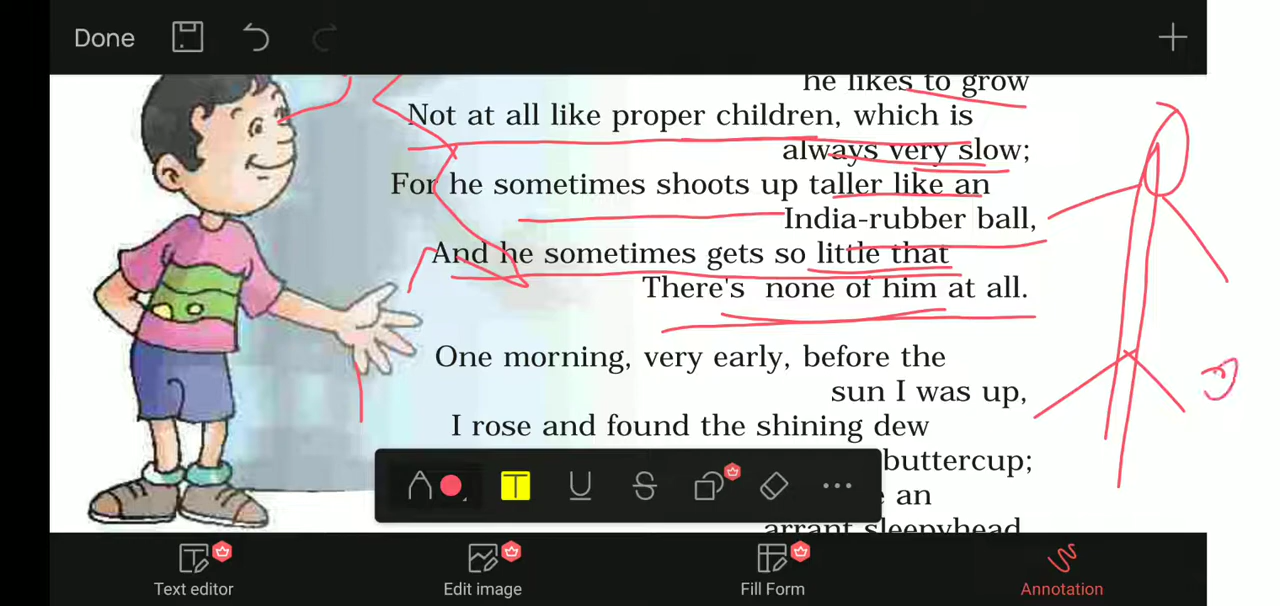 Done
he likes to grow
Not at all like proper children, which is
always very slow;
For he sometimes shoots up taller like an
India-rubber ball,
And he sometimes gets so little that
There's none of him at all.
One morning, very early, before the
sun I was up,
I rose and found the shining dew
buttercup;
an
arrant sleepyhead
T U S
Text editor
Edit image
Fill Form
Annotation